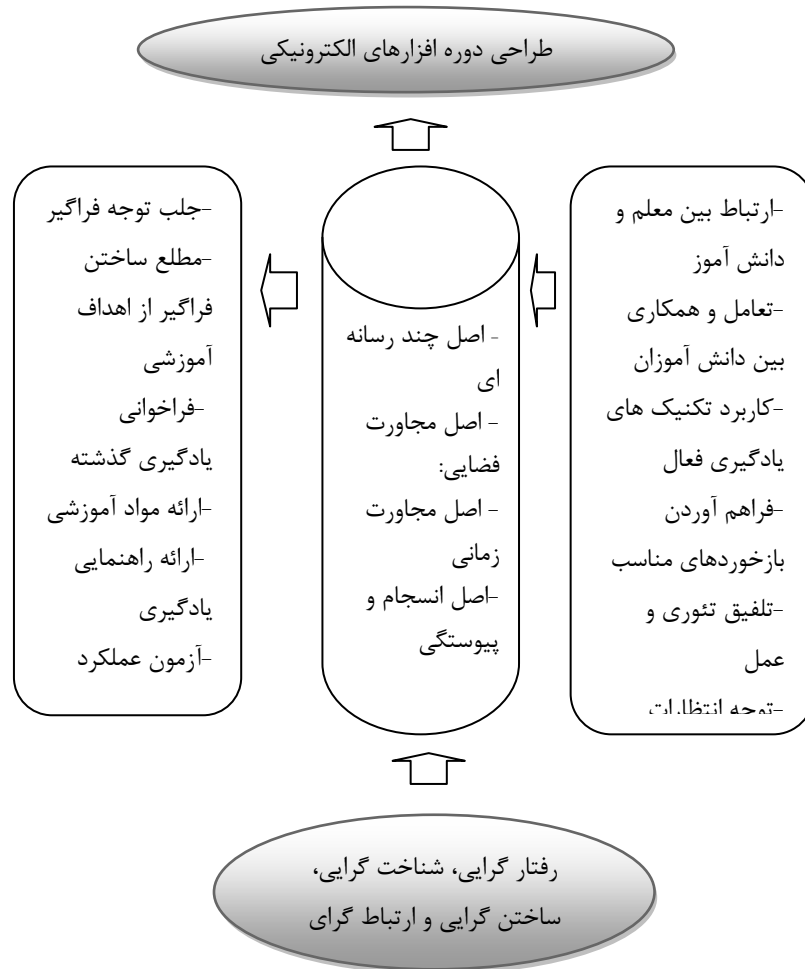 طراحی دوره افزارهای الکترونیکی
-ارتباط بین معلم و
دانش آموز
-تعامل و همکاری
بین دانش آموزان
-کاربرد تکنیک های
یادگیری فعال
-فراهم آوردن
بازخوردهای مناسب
-تلفیق تئوری و
عمل
-توجه انتظارات
- اصل چند رسانه
ای
- اصل مجاورت
فضایی:
- اصل مجاورت
زمانی
-اصل انسجام و
پیوستگی
-جلب توجه فراگیر
-مطلع ساختن
فراگیر از اهداف
آموزشی
-فراخوانی
یادگیری گذشته
-ارائه مواد آموزشی
-ارائه راهنمایی
یادگیری
-آزمون عملکرد
رفتار گرایی، شناخت گرایی،
ساختن گرایی و ارتباط گرای